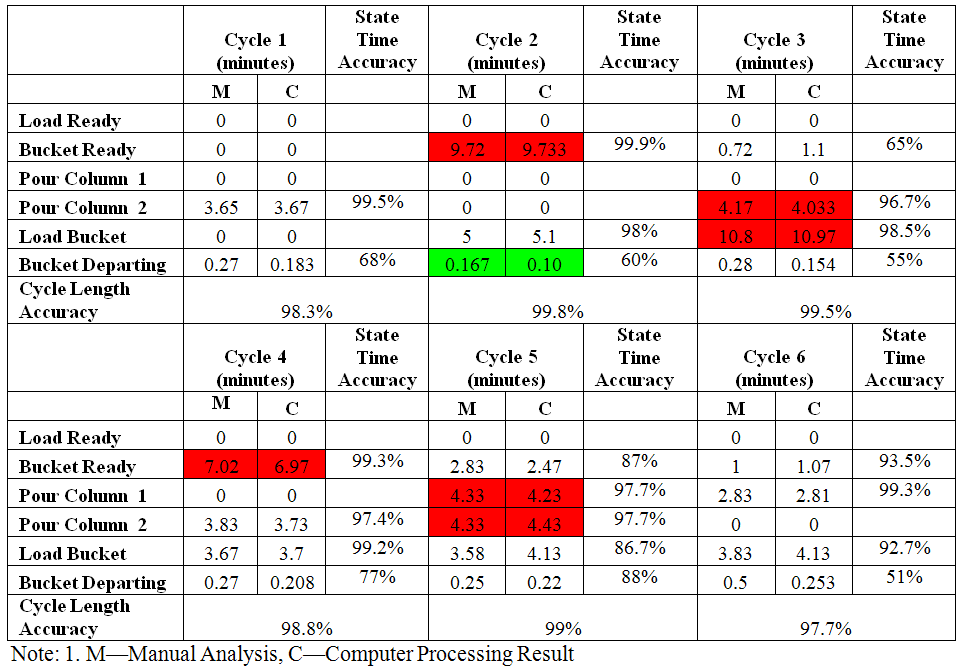 Cycle 1 (minutes) State Time Accuracy Cycle 2 (minutes) State Time Accuracy Cycle 3 (minutes) State Time Accuracy
M C M C M C
Load Ready 0 0 0 0 0 0
Bucket Ready 0 0 9.72 9.733 99.9% 0.72 1.1 65%
Pour Column 1 0 0 0 0 0 0
Pour Column 2 3.65 3.67 99.5% 0 0 4.17 4.033 96.7%
Load Bucket 0 0 5 5.1 98% 10.8 10.97 98.5%
Bucket Departing 0.27 0.183 68% 0.167 0.10 60% 0.28 0.154 55%
Cycle Length Accuracy 98.3% 99.8% 99.5%
Cycle 4 (minutes) State Time Accuracy Cycle 5 (minutes) State Time Accuracy Cycle 6 (minutes) State Time Accuracy
M C M C M C
Load Ready 0 0 0 0 0 0
Bucket Ready 7.02 6.97 99.3% 2.83 2.47 87% 1 1.07 93.5%
Pour Column 1 0 0 4.33 4.23 97.7% 2.83 2.81 99.3%
Pour Column 2 3.83 3.73 97.4% 4.33 4.43 97.7% 0 0
Load Bucket 3.67 3.7 99.2% 3.58 4.13 86.7% 3.83 4.13 92.7%
Bucket Departing 0.27 0.208 77% 0.25 0.22 88% 0.5 0.253 51%
Cycle Length Accuracy 98.8% 99% 97.7%
Note: 1. M—Manual Analysis, C—Computer Processing Result